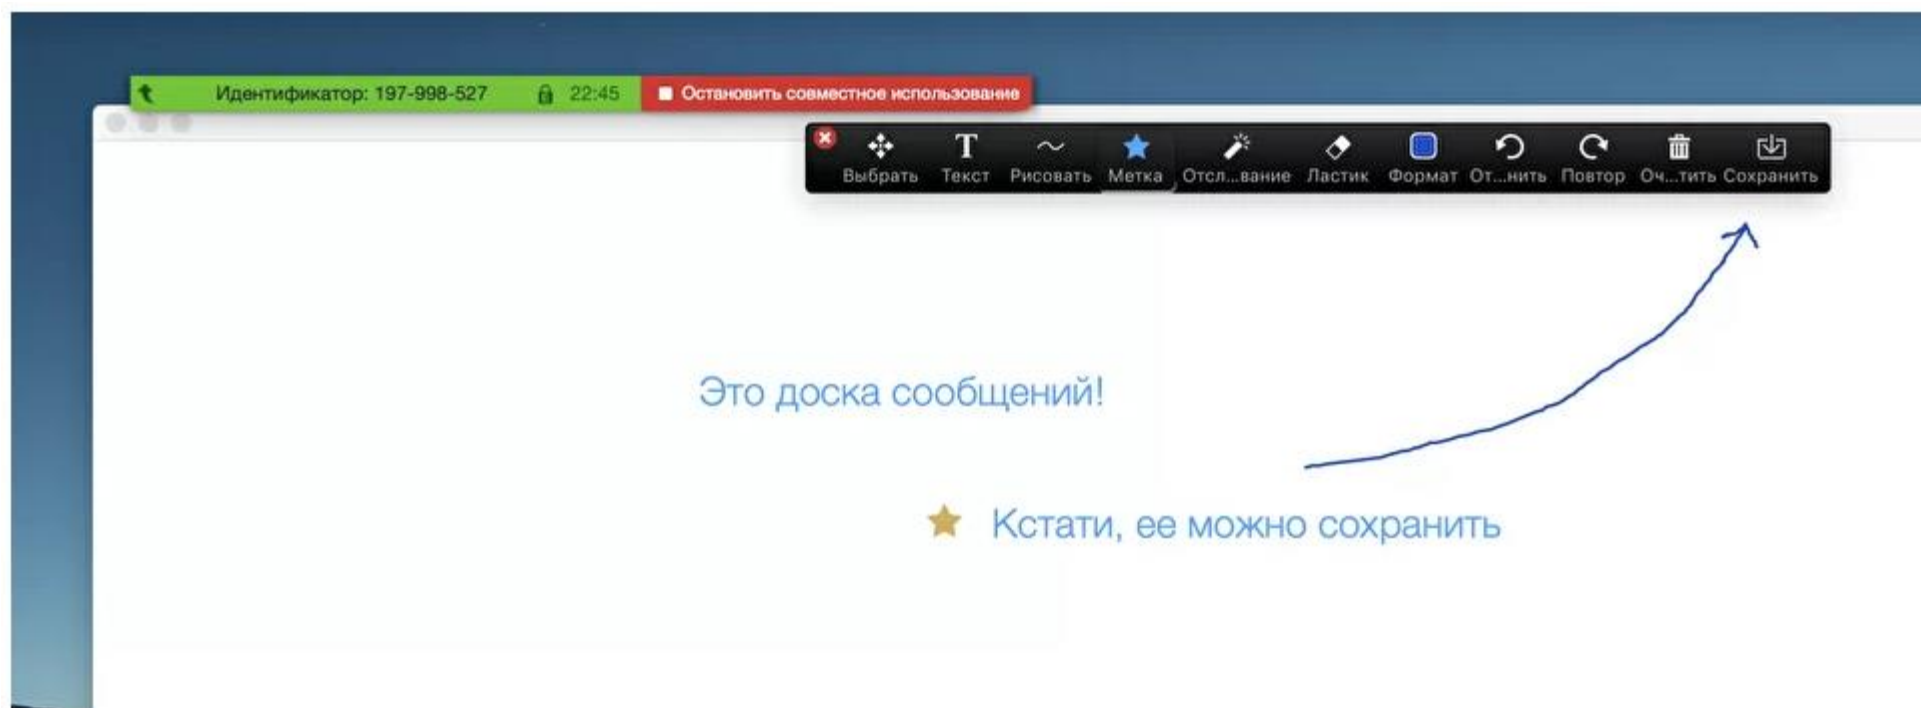 Идентификатор: 197-998-527 22:45 Остановить совместное использование
Выбрать Текст Рисовать Метка Отсл...вание Ластик Формат От...нить Повтор Оч...тить Сохранить
Это доска сообщений!
Кстати, ее можно сохранить